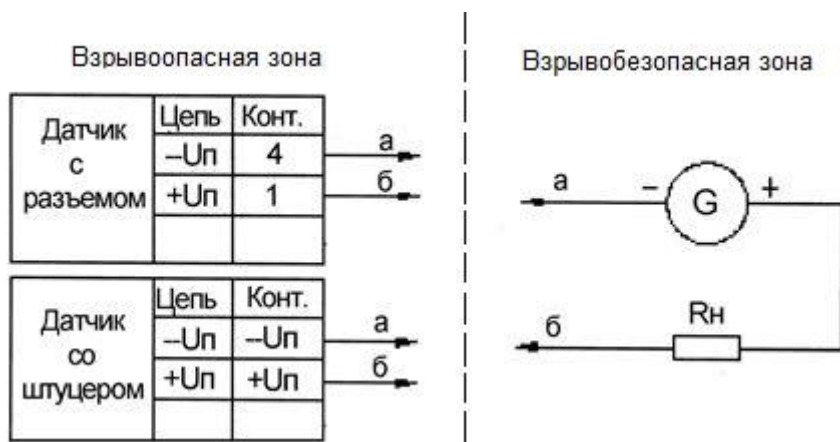 Взрывоопасная зона
Взрывобезопасная зона
Датчик
с
разъемом
Цепь Конт.
–Uп 4
+Uп 1
а
б
Датчик
со
штуцером
Цепь Конт.
–Uп –Uп
+Uп +Uп
а
б
а – G +
б Rн